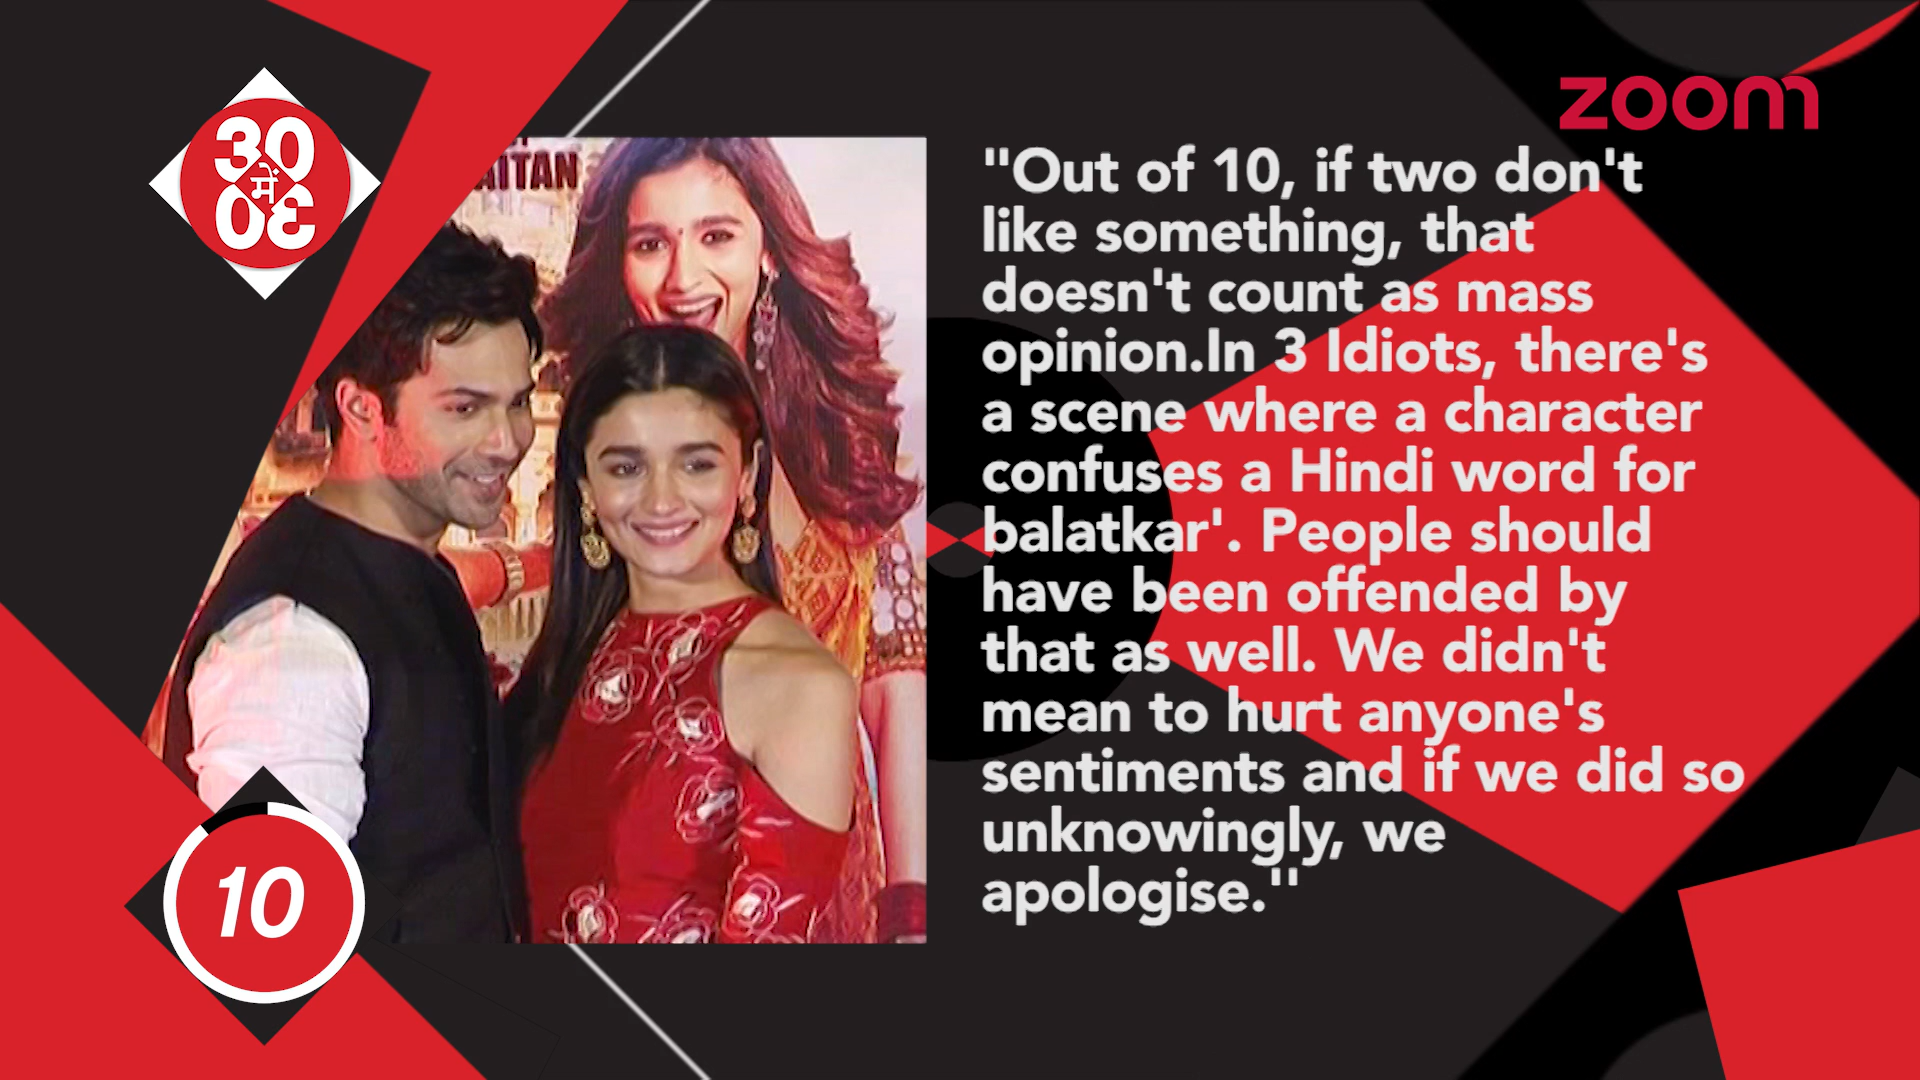 30
में
03
zoom
AITAN
"Out of 10, if two don't
like something, that
doesn't count as mass
opinion.In 3 Idiots, there's
a scene where a character
confuses a Hindi word for
balatkar'. People should
have been offended by
that as well. We didn't
mean to hurt anyone's
sentiments and if we did so
unknowingly, we
apologise."
10